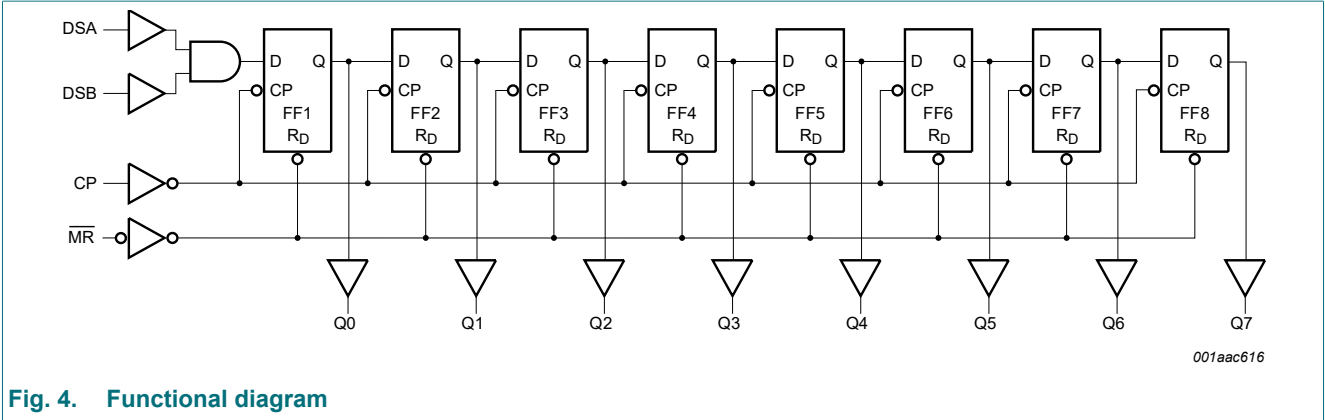 DSA
DSB
D Q D Q D Q D Q D Q D Q D Q D Q
CP CP CP CP CP CP CP CP
FF1 FF2 FF3 FF4 FF5 FF6 FF7 FF8
RD RD RD RD RD RD RD RD
CP
MR
Q0 Q1 Q2 Q3 Q4 Q5 Q6 Q7
001aac616
Fig. 4. Functional diagram